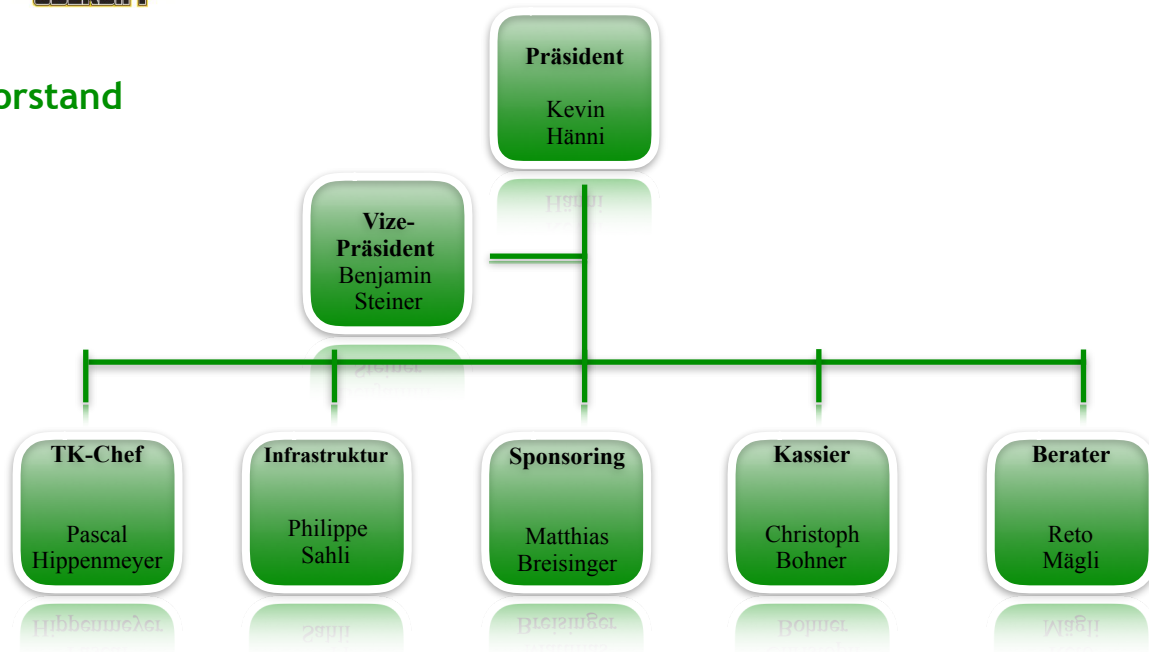 orstand
Präsident
Kevin
Hänni
Vize-
Präsident
Benjamin
Steiner
TK-Chef
Pascal
Hippenmeyer
Infrastruktur
Philippe
Sahli
Sponsoring
Matthias
Breisinger
Kassier
Christoph
Bohner
Berater
Reto
Mägli